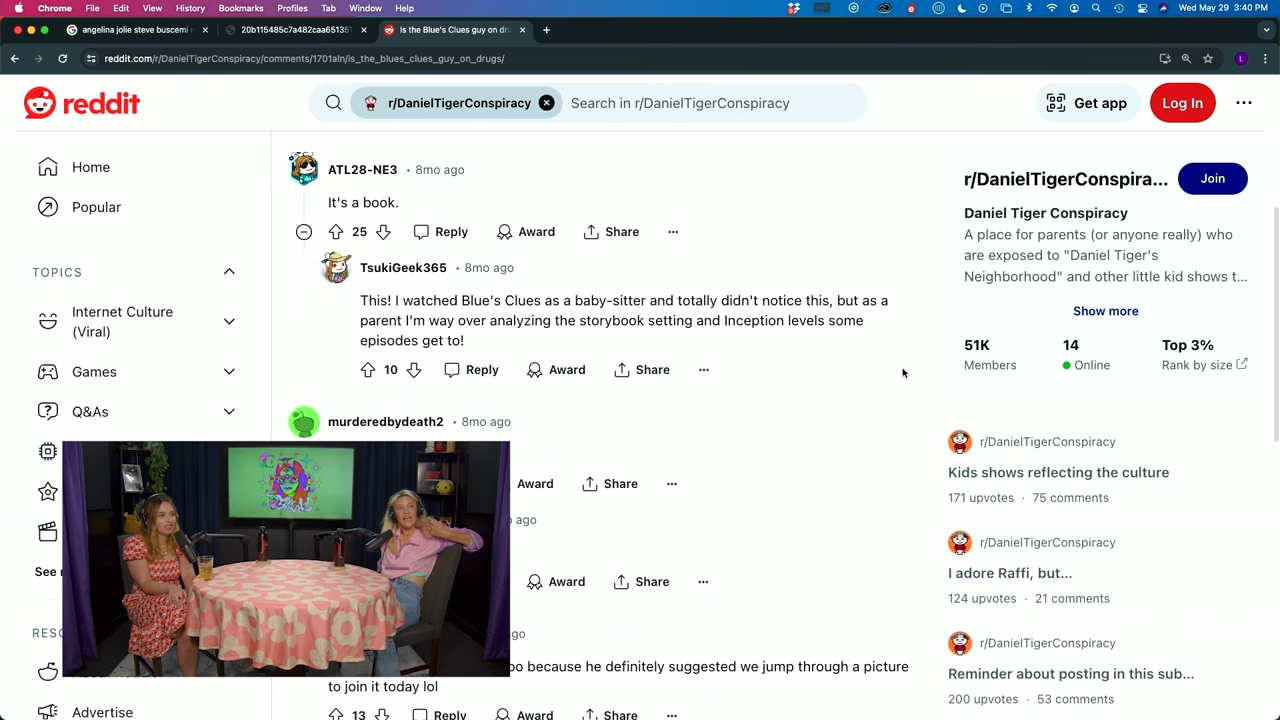 Chrome File Edit View History Bookmarks Profiles Tab Window Help Wed May 29 3:40 PM
angelina jolie steve buscemi
20b115485c7a482caa65135
Is the Blue's Clues guy on dru
reddit.com/r/DanielTigerConspiracy/comments/1701aln/is_the_blues_clues_guy_on_drugs/
reddit
r/DanielTigerConspiracy
Search in r/DanielTigerConspiracy
Get app
Log In
Home
Popular
TOPICS
Internet Culture
(Viral)
Games
Q&As
See
RESO
Advertise
ATL28-NE3 • 8mo ago
It's a book.
25 Reply Award Share
TsukiGeek365 • 8mo ago
This! I watched Blue's Clues as a baby-sitter and totally didn't notice this, but as a
parent I'm way over analyzing the storybook setting and Inception levels some
episodes get to!
10 Reply Award Share
murderedbydeath2 • 8mo ago
Award Share
ago
Award Share
go
oo because he definitely suggested we jump through a picture
to join it today lol
13 Reply Award Share
r/DanielTigerConspira...
Join
Daniel Tiger Conspiracy
A place for parents (or anyone really) who
are exposed to "Daniel Tiger's
Neighborhood" and other little kid shows t...
Show more
51K 14 Top 3%
Members Online Rank by size
r/DanielTigerConspiracy
Kids shows reflecting the culture
171 upvotes · 75 comments
r/DanielTigerConspiracy
I adore Raffi, but...
124 upvotes · 21 comments
r/DanielTigerConspiracy
Reminder about posting in this sub...
200 upvotes · 53 comments